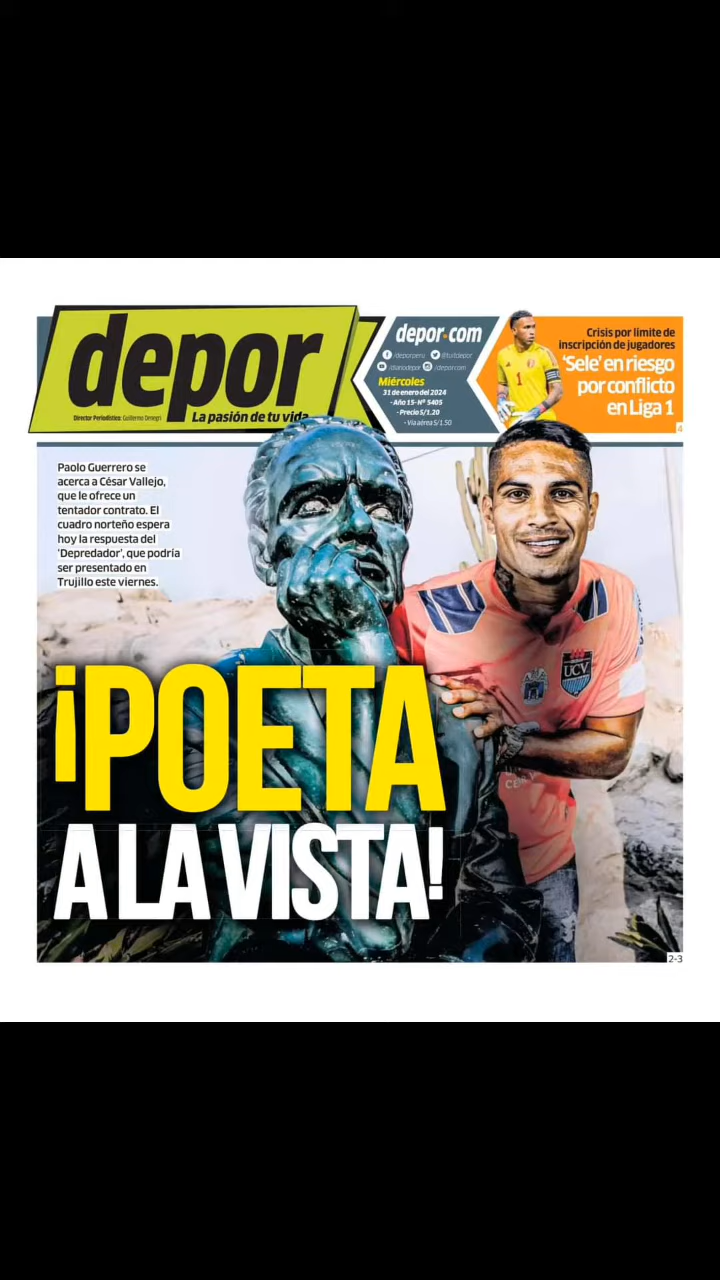 depor
Director Periodístico: Guillermo Denegri
La pasión de tu vida
depor.com
/deporperu
@tuitdepor
/diariodepor
/depor.com
Miércoles
31 de enero del 2024
- Año 15- Nº 5405
- Precio S/1.20
- Vía aérea S/1.50
Crisis por límite de
inscripción de jugadores
'Sele' en riesgo
por conflicto
en Liga 1
4
Paolo Guerrero se
acerca a César Vallejo,
que le ofrece un
tentador contrato. El
cuadro norteño espera
hoy la respuesta del
'Depredador', que podría
ser presentado en
Trujillo este viernes.
1
UCV
¡POETA
A LA VISTA!
2-3